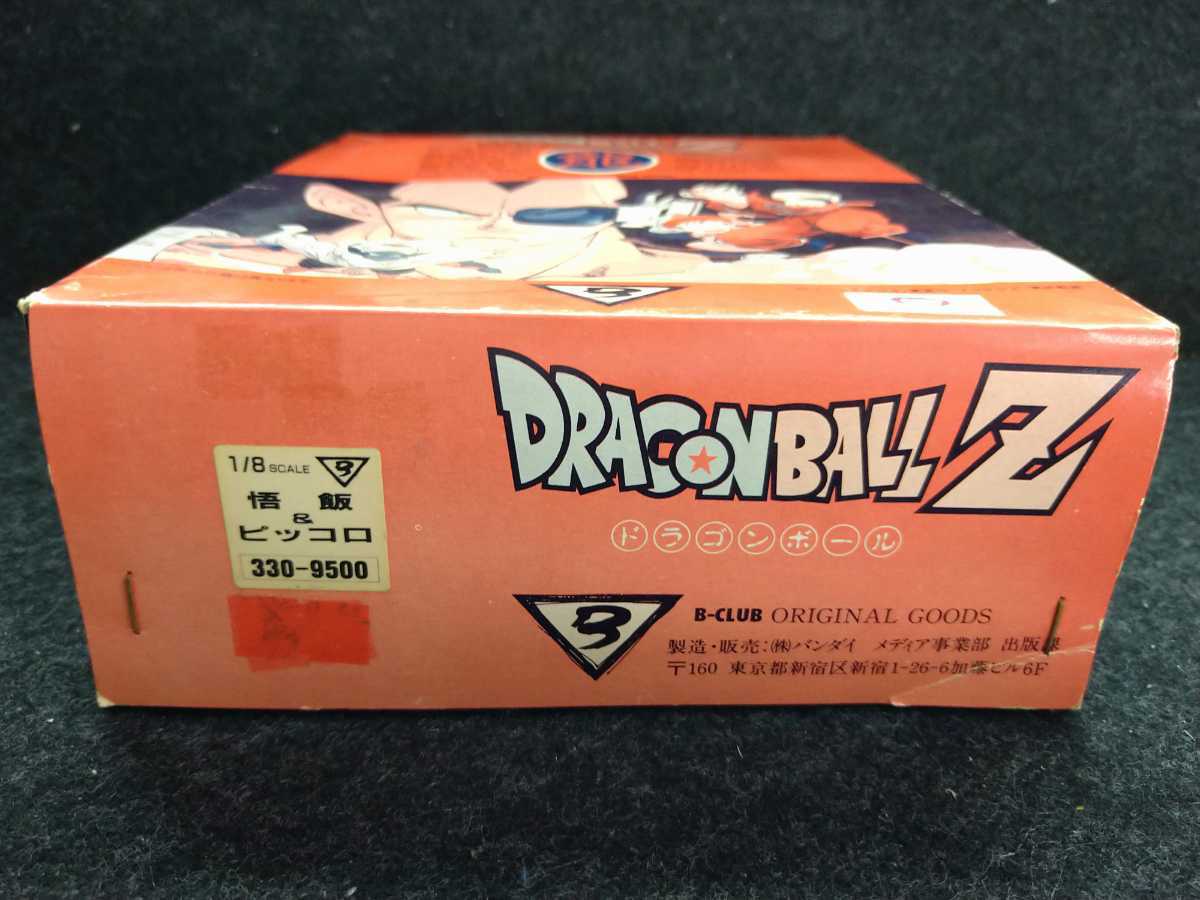 1/8 SCALE B
悟 飯
&
ピッコロ
330-9500
DRAGONBALL Z
ドラゴンボール
B
B-CLUB ORIGINAL GOODS
製造・販売:㈱バンダイ メディア事業部 出版課
〒160 東京都新宿区新宿1-26-6加藤ビル6F